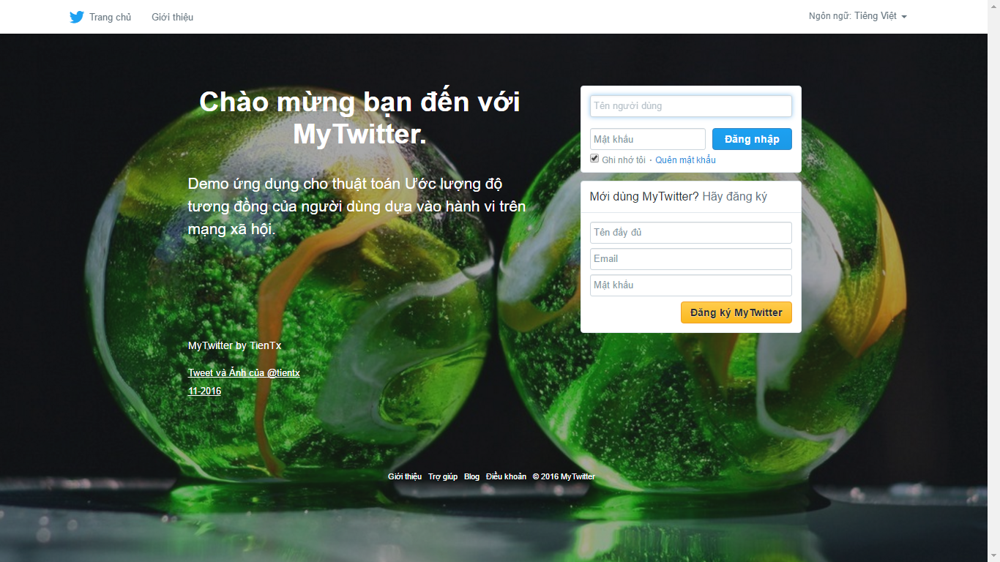 Trang chủ
Giới thiệu
Ngôn ngữ: Tiếng Việt
Chào mừng bạn đến với
MyTwitter.
Demo ứng dụng cho thuật toán Ước lượng độ
tương đồng của người dùng dựa vào hành vi trên
mạng xã hội.
MyTwitter by TienTx
Tweet và Ảnh của @tientx
11-2016
Tên người dùng
Mật khẩu
Đăng nhập
Ghi nhớ tôi · Quên mật khẩu
Mới dùng MyTwitter? Hãy đăng ký
Tên đầy đủ
Email
Mật khẩu
Đăng ký MyTwitter
Giới thiệu Trợ giúp Blog Điều khoản © 2016 MyTwitter